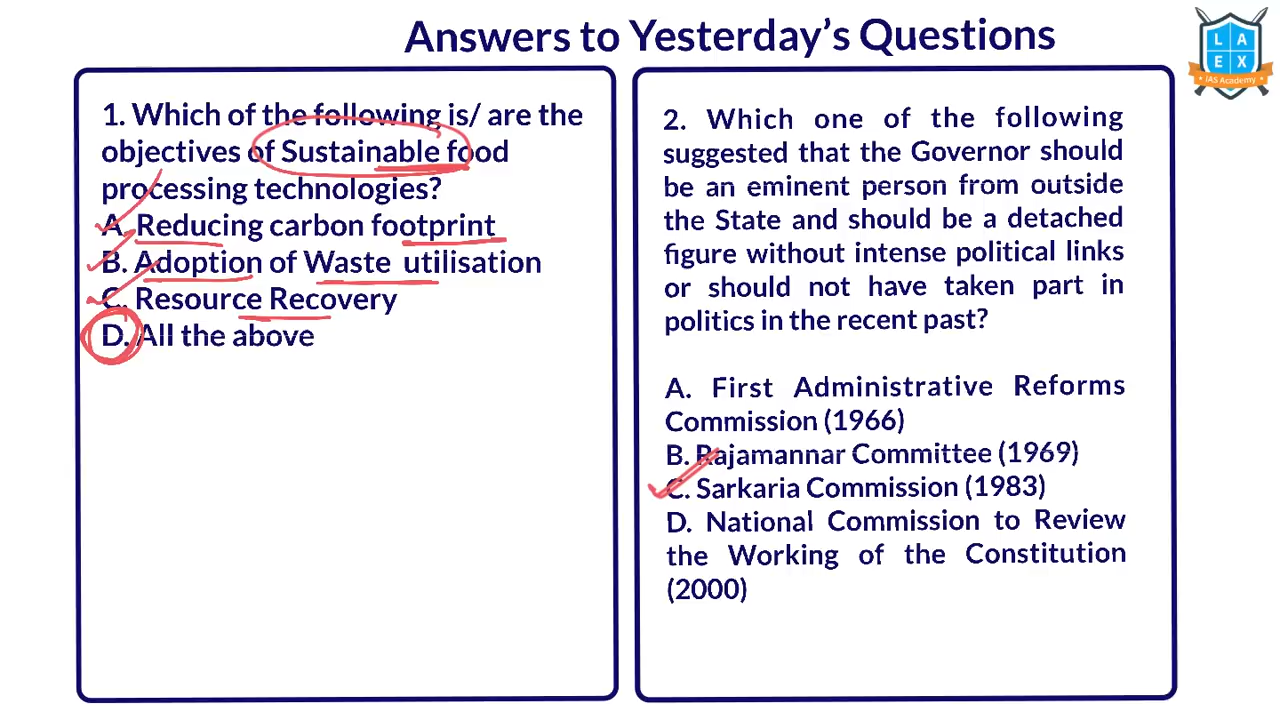 Answers to Yesterday's Questions
L A
E X
IAS Academy
1. Which of the following is/ are the
objectives of Sustainable food
processing technologies?
A. Reducing carbon footprint
B. Adoption of Waste utilisation
C. Resource Recovery
D. All the above
2. Which one of the following
suggested that the Governor should
be an eminent person from outside
the State and should be a detached
figure without intense political links
or should not have taken part in
politics in the recent past?
A. First Administrative Reforms
Commission (1966)
B. Rajamannar Committee (1969)
C. Sarkaria Commission (1983)
D. National Commission to Review
the Working of the Constitution
(2000)